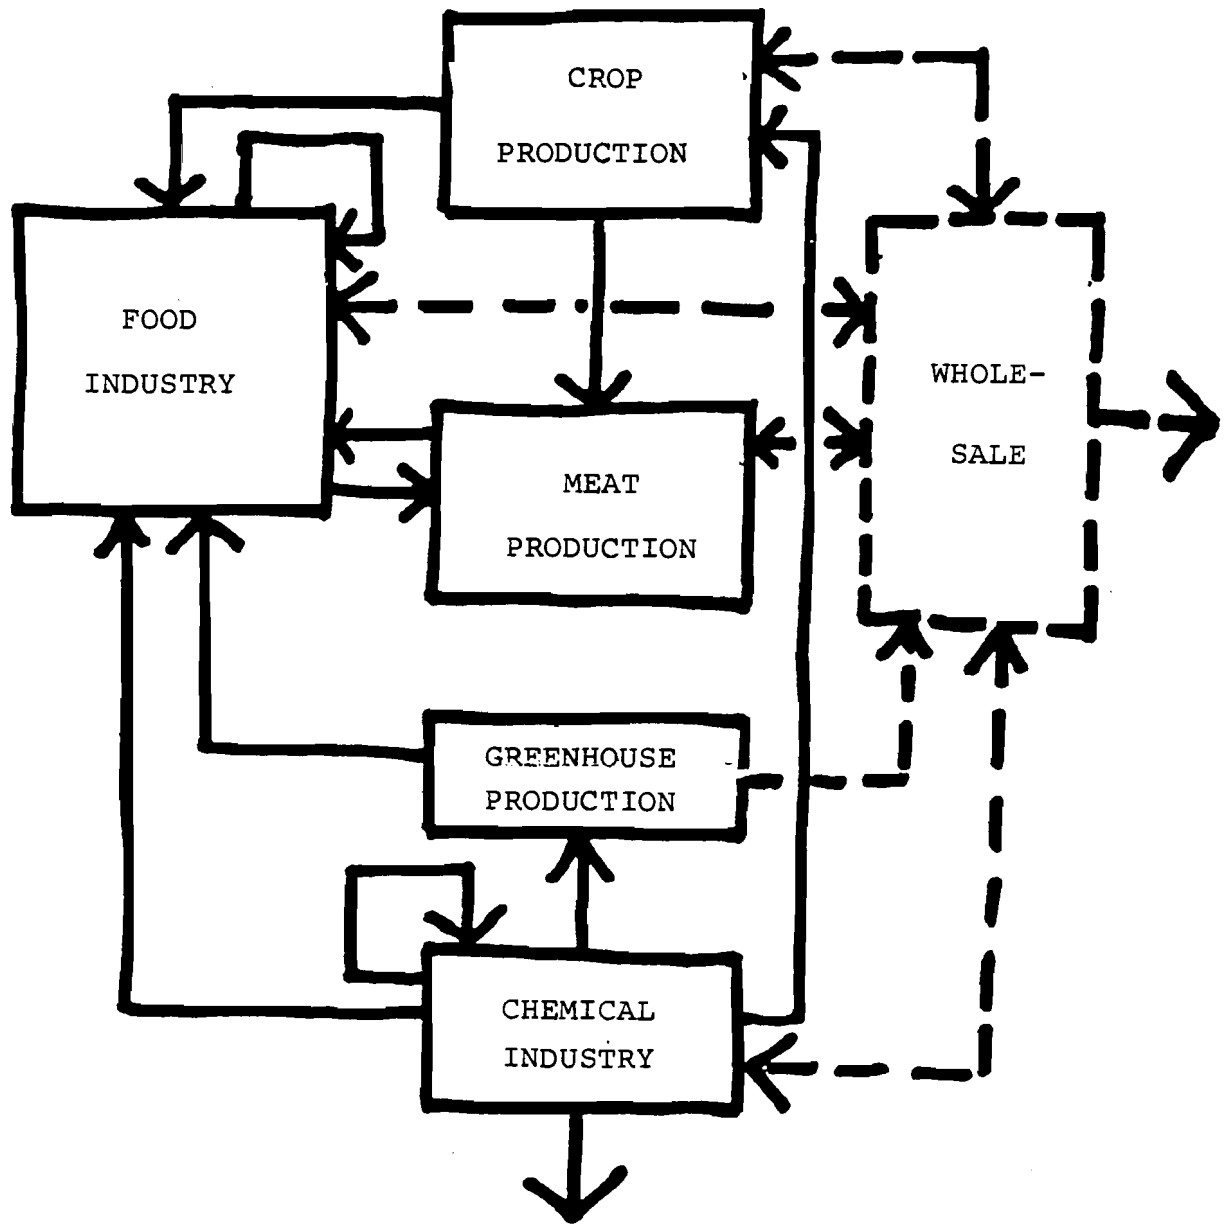 CROP
PRODUCTION
FOOD
INDUSTRY
WHOLE-
SALE
MEAT
PRODUCTION
GREENHOUSE
PRODUCTION
CHEMICAL
INDUSTRY